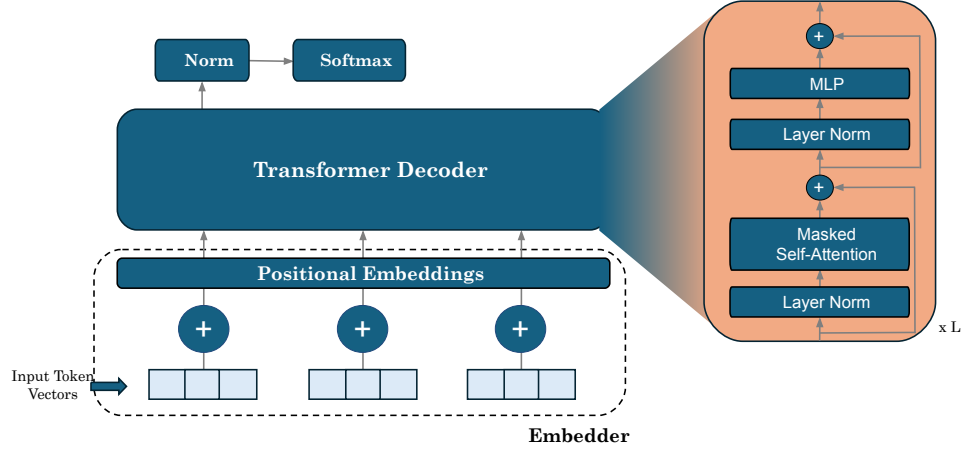 Norm
Softmax
Transformer Decoder
Positional Embeddings
+
+
+
Input Token
Vectors
Embedder
+
MLP
Layer Norm
+
Masked
Self-Attention
Layer Norm
x L